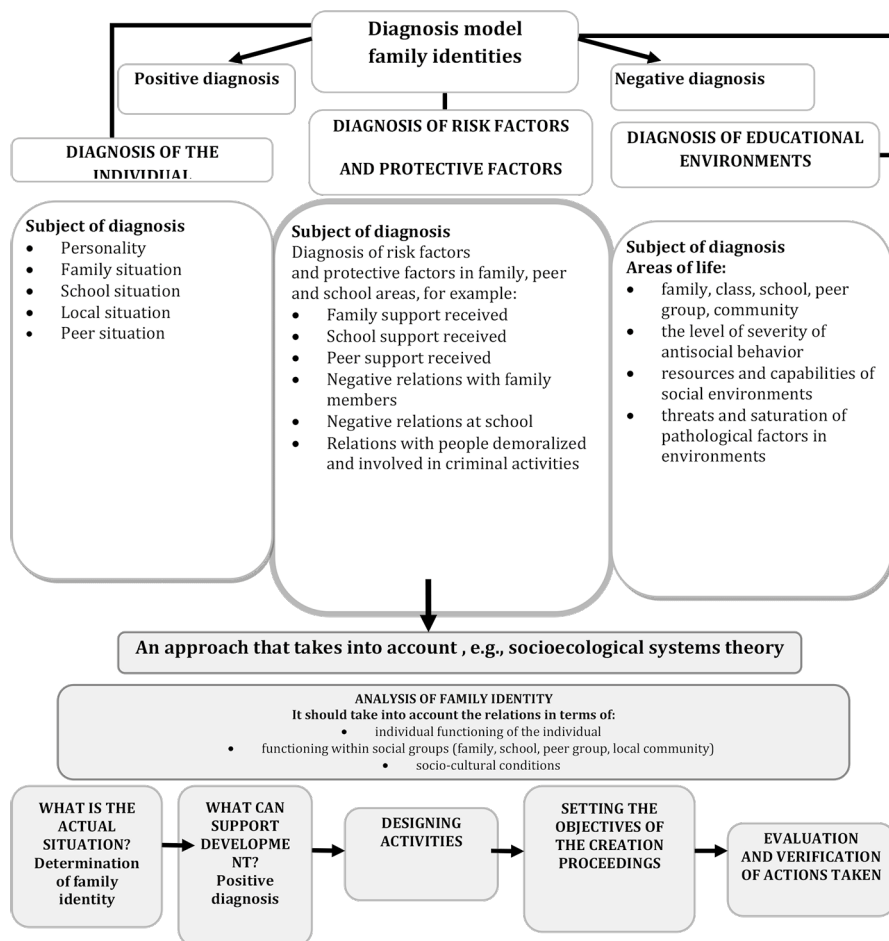 Diagnosis model
family identities
Positive diagnosis
Negative diagnosis
DIAGNOSIS OF THE
INDIVIDUAL
DIAGNOSIS OF RISK FACTORS
AND PROTECTIVE FACTORS
DIAGNOSIS OF EDUCATIONAL
ENVIRONMENTS
Subject of diagnosis
• Personality
• Family situation
• School situation
• Local situation
• Peer situation
Subject of diagnosis
Diagnosis of risk factors
and protective factors in family, peer
and school areas, for example:
• Family support received
• School support received
• Peer support received
• Negative relations with family
members
• Negative relations at school
• Relations with people demoralized
and involved in criminal activities
Subject of diagnosis
Areas of life:
• family, class, school, peer
group, community
• the level of severity of
antisocial behavior
• resources and capabilities of
social environments
• threats and saturation of
pathological factors in
environments
An approach that takes into account , e.g., socioecological systems theory
ANALYSIS OF FAMILY IDENTITY
It should take into account the relations in terms of:
• individual functioning of the individual
• functioning within social groups (family, school, peer group, local community)
• socio-cultural conditions
WHAT IS THE
ACTUAL
SITUATION?
Determination
of family
identity
WHAT CAN
SUPPORT
DEVELOPME
NT?
Positive
diagnosis
DESIGNING
ACTIVITIES
SETTING THE
OBJECTIVES OF
THE CREATION
PROCEEDINGS
EVALUATION
AND VERIFICATION
OF ACTIONS TAKEN